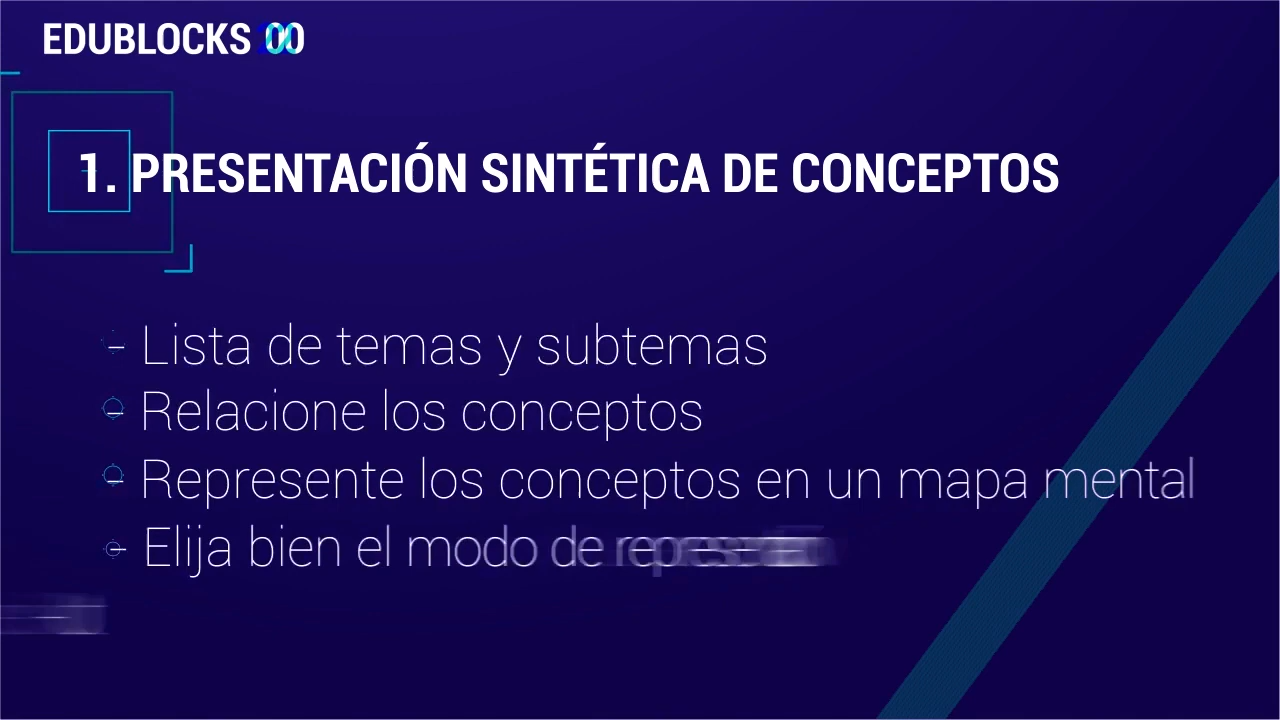 EDUBLOCKS
1. PRESENTACIÓN SINTÉTICA DE CONCEPTOS
- Lista de temas y subtemas
- Relacione los conceptos
- Represente los conceptos en un mapa mental
- Elija bien el modo de